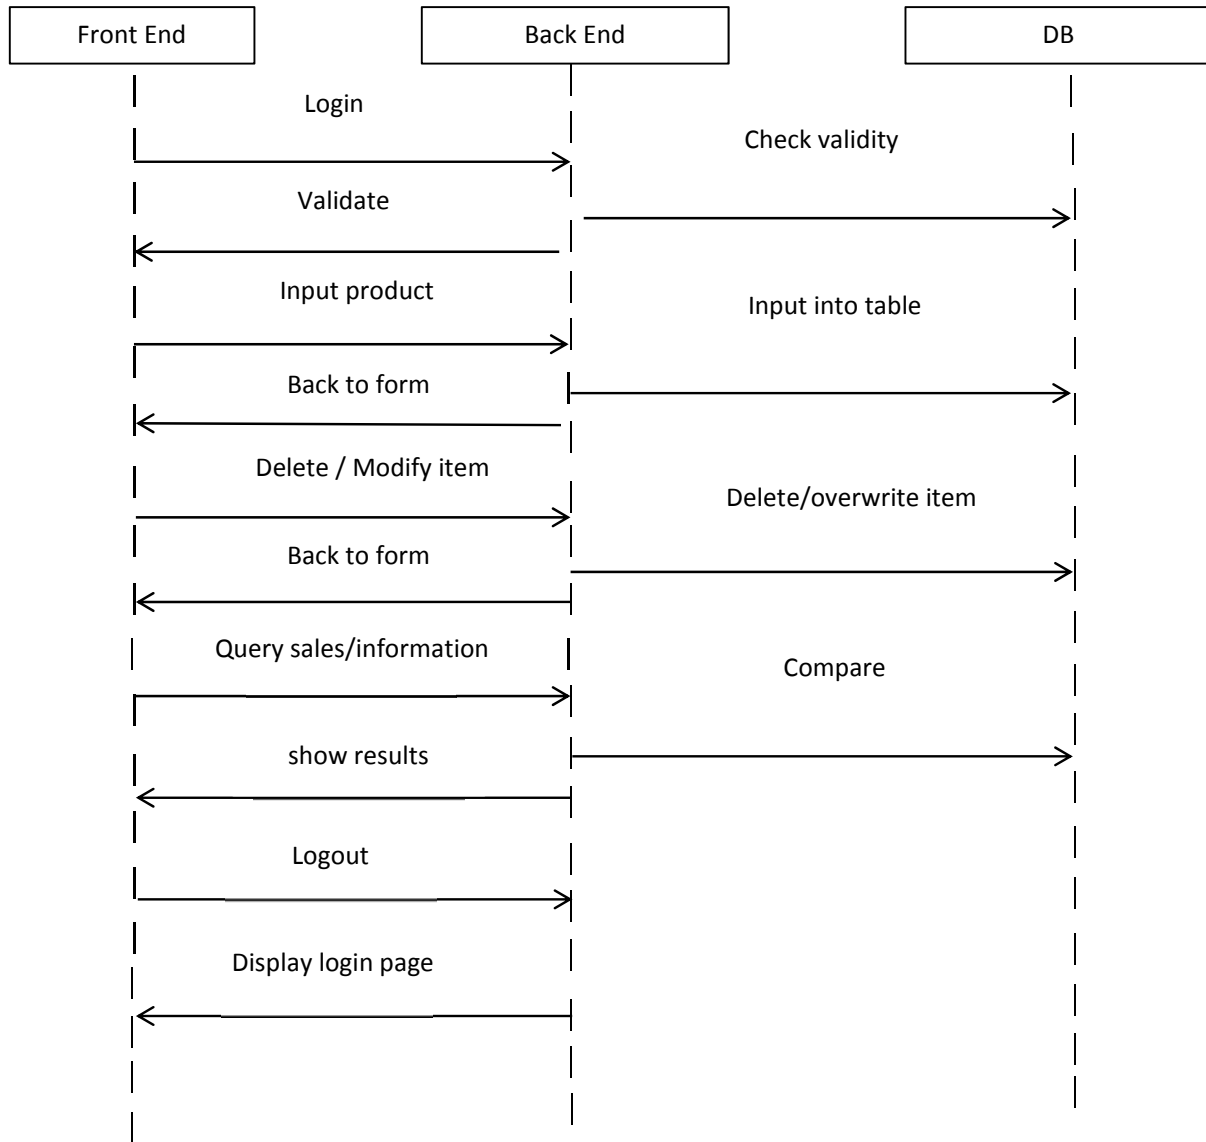 Front End
Back End
DB
Login
Check validity
Validate
Input product
Input into table
Back to form
Delete / Modify item
Delete/overwrite item
Back to form
Query sales/information
Compare
show results
Logout
Display login page